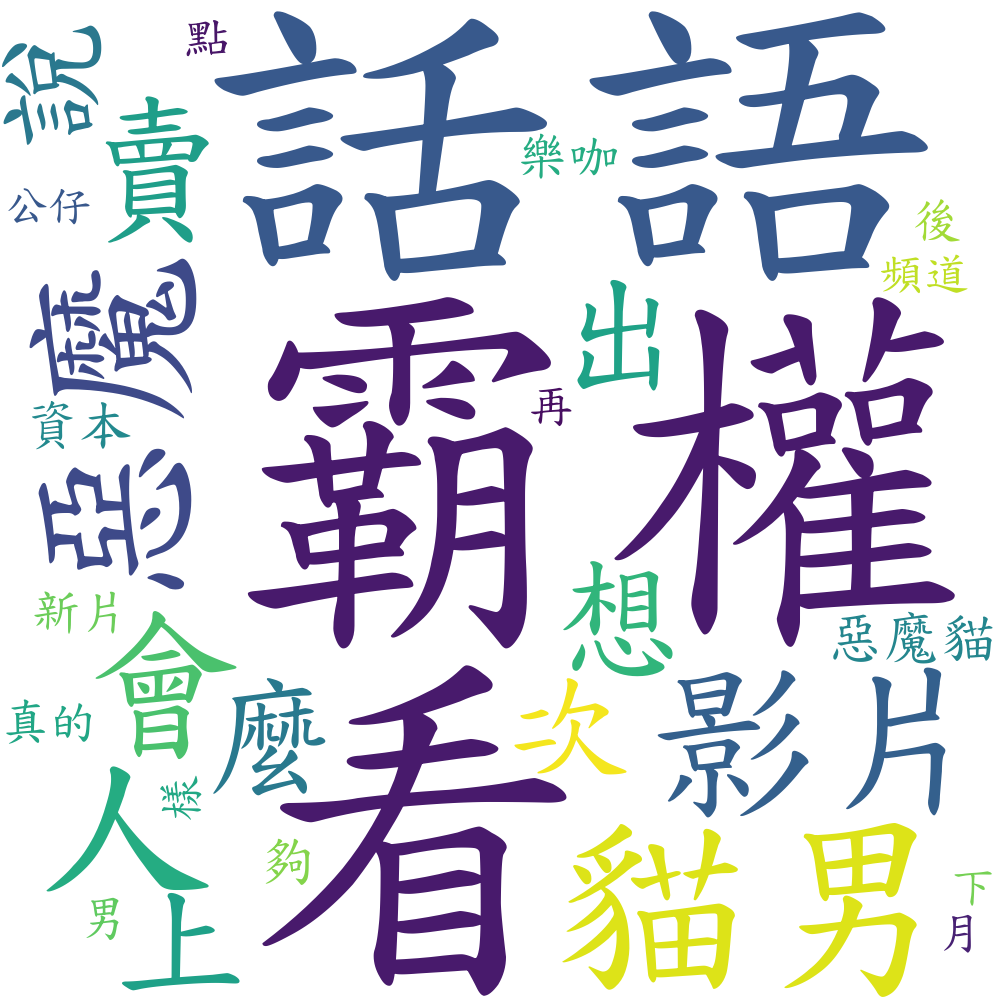 點
說
話語
賣
樂咖
公仔
後
頻道
惡魔
出
霸權
再
資本
想
新片
會
惡魔貓
真的
麼
次
影片
看
人
樣
貓男
夠
男
上
下
月